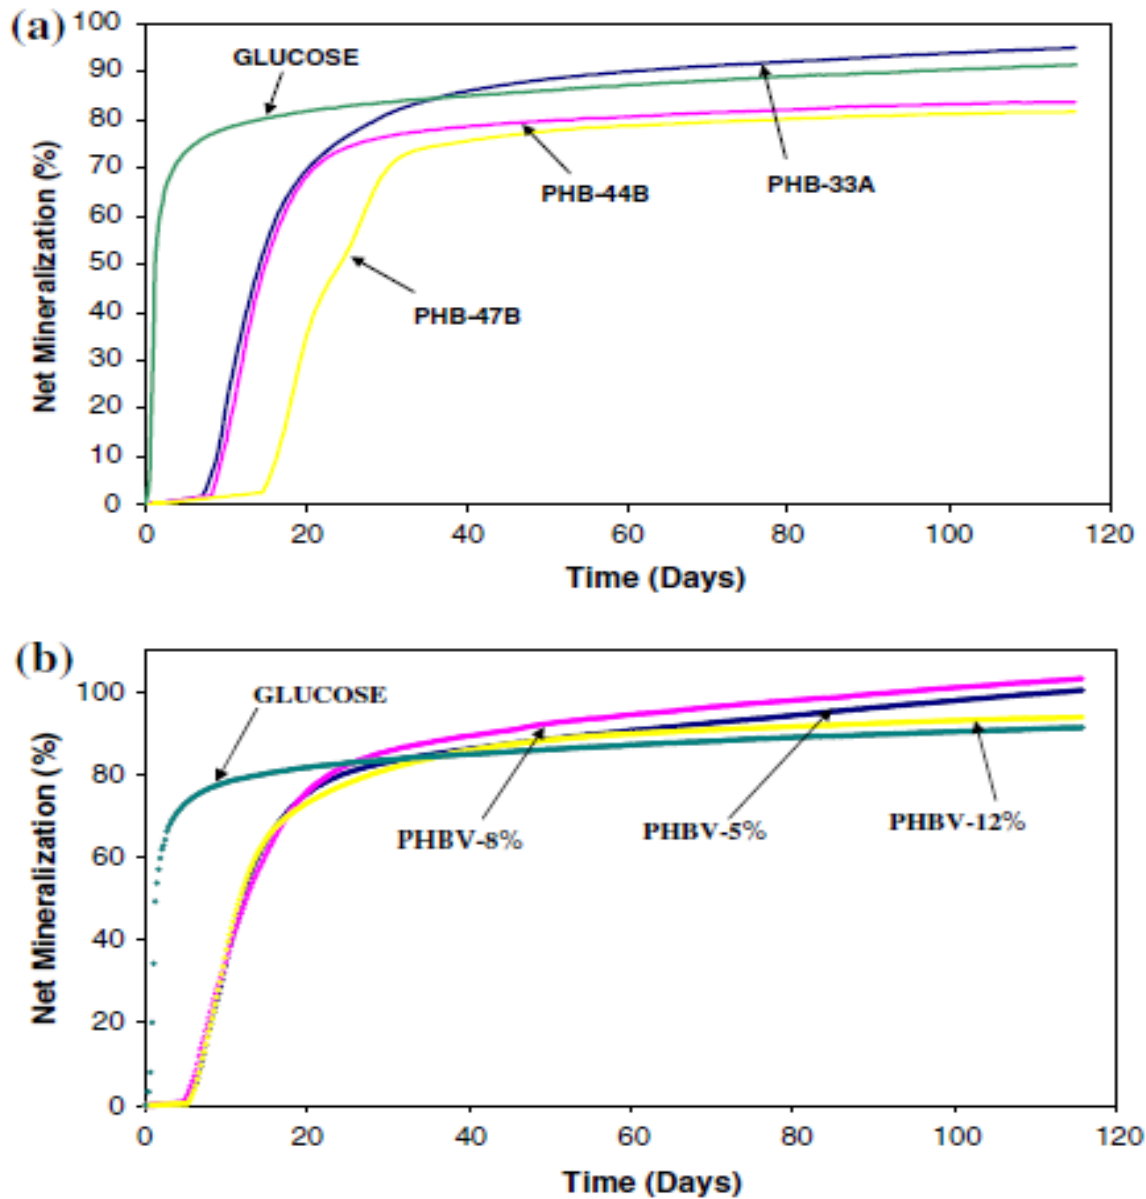 (a)
100
90
80
70
60
50
40
30
20
10
0
Net Mineralization (%)
GLUCOSE
PHB-44B
PHB-33A
PHB-47B
0 20 40 60 80 100 120
Time (Days)
(b)
100
80
60
40
20
0
Net Mineralization (%)
GLUCOSE
PHBV-8%
PHBV-5%
PHBV-12%
0 20 40 60 80 100 120
Time (Days)